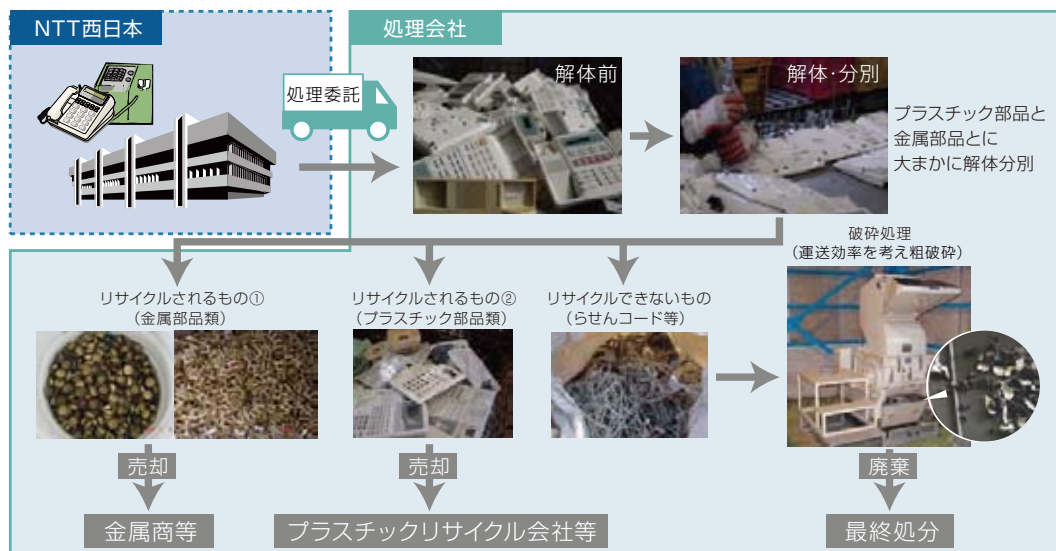 NTT西日本
処理会社
処理委託
解体前
解体・分別
プラスチック部品と
金属部品とに
大まかに解体分別
破砕処理
（運送効率を考え粗破砕）
リサイクルされるもの①
（金属部品類）
リサイクルされるもの②
（プラスチック部品類）
リサイクルできないもの
（らせんコード等）
売却
売却
廃棄
金属商等
プラスチックリサイクル会社等
最終処分